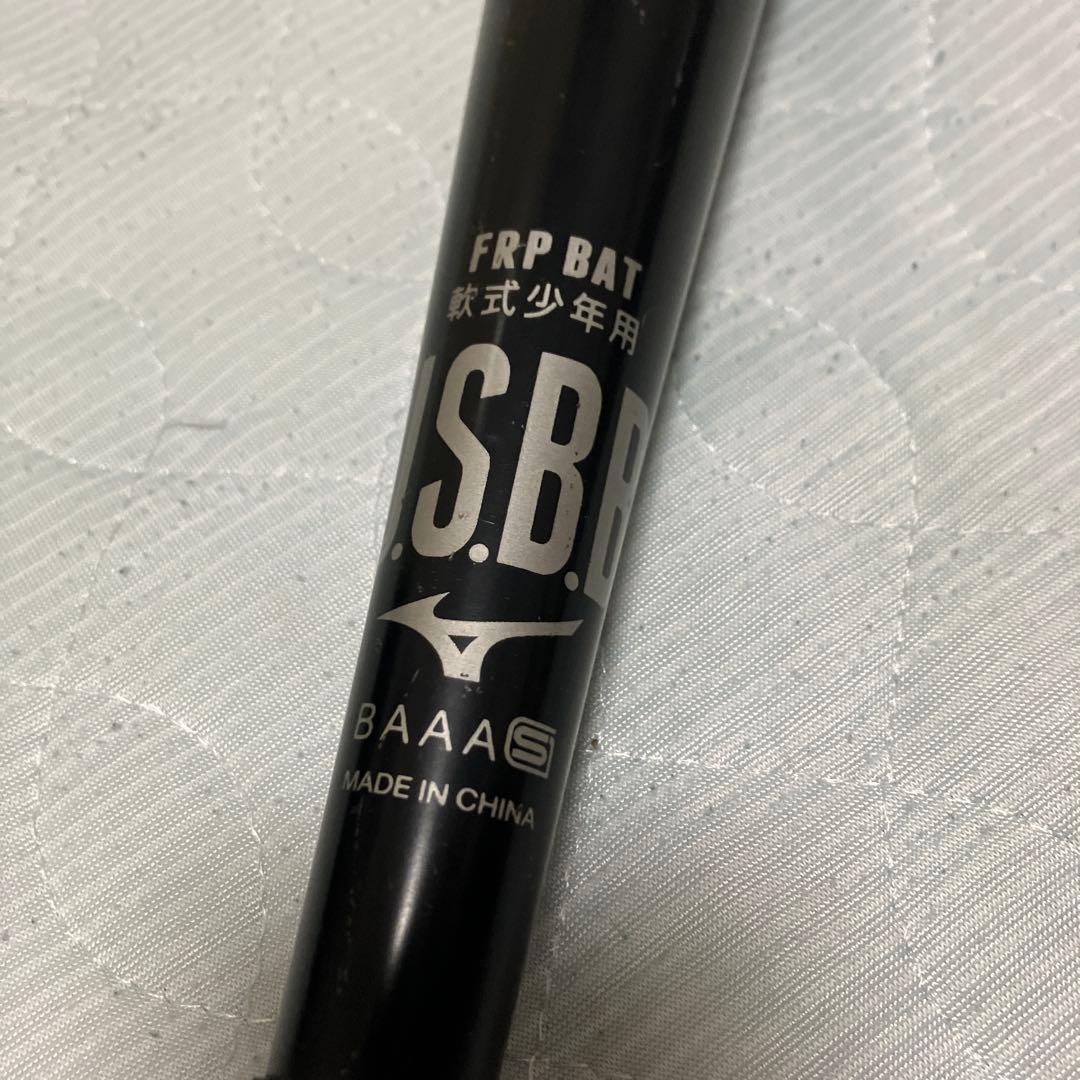 FRP BAT
軟式少年用
.S.B.B
BAAA S
MADE IN CHINA